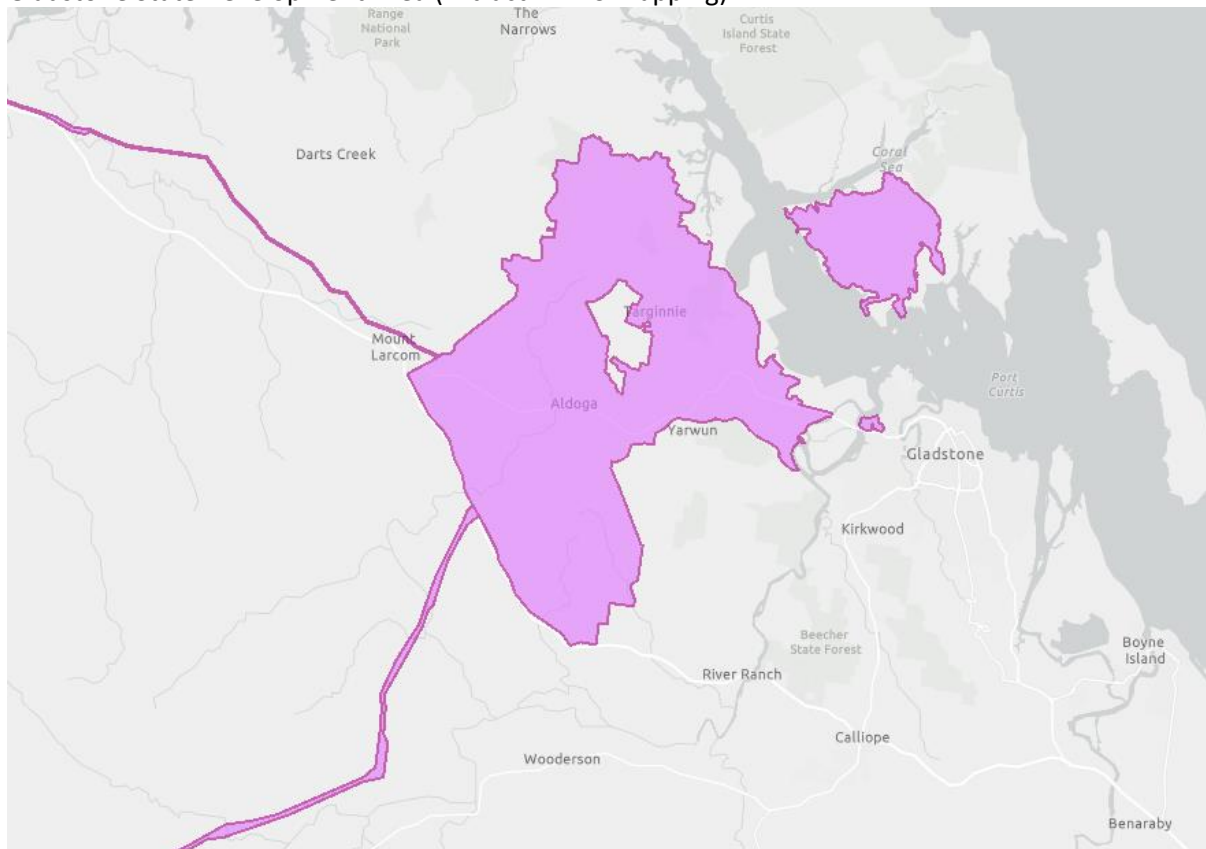 Range
National
Park
The
Narrows
Curtis
Island State
Forest
Darts Creek
Coral
Sea
Targinnie
Mount
Larcom
Port
Curtis
Aldoga
Yarwun
Gladstone
Kirkwood
Beecher
State Forest
Boyne
Island
River Ranch
Calliope
Wooderson
Benaraby